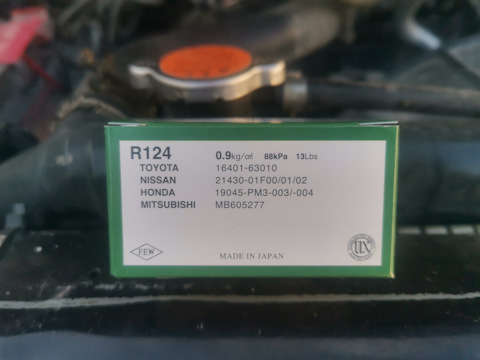 R124 0.9kg/c㎡ 88kPa 13Lbs
TOYOTA 16401-63010
NISSAN 21430-01F00/01/02
HONDA 19045-PM3-003/-004
MITSUBISHI MB605277
FEW MADE IN JAPAN UX